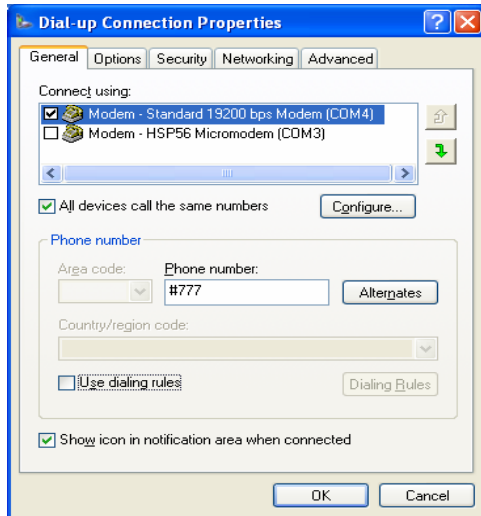 Dial-up Connection Properties
General Options Security Networking Advanced
Connect using:
Modem - Standard 19200 bps Modem (COM4)
Modem - HSP56 Micromodem (COM3)
All devices call the same numbers Configure...
Phone number
Area code: Phone number:
#777 Alternates
Country/region code:
Use dialing rules Dialing Rules
Show icon in notification area when connected
OK Cancel